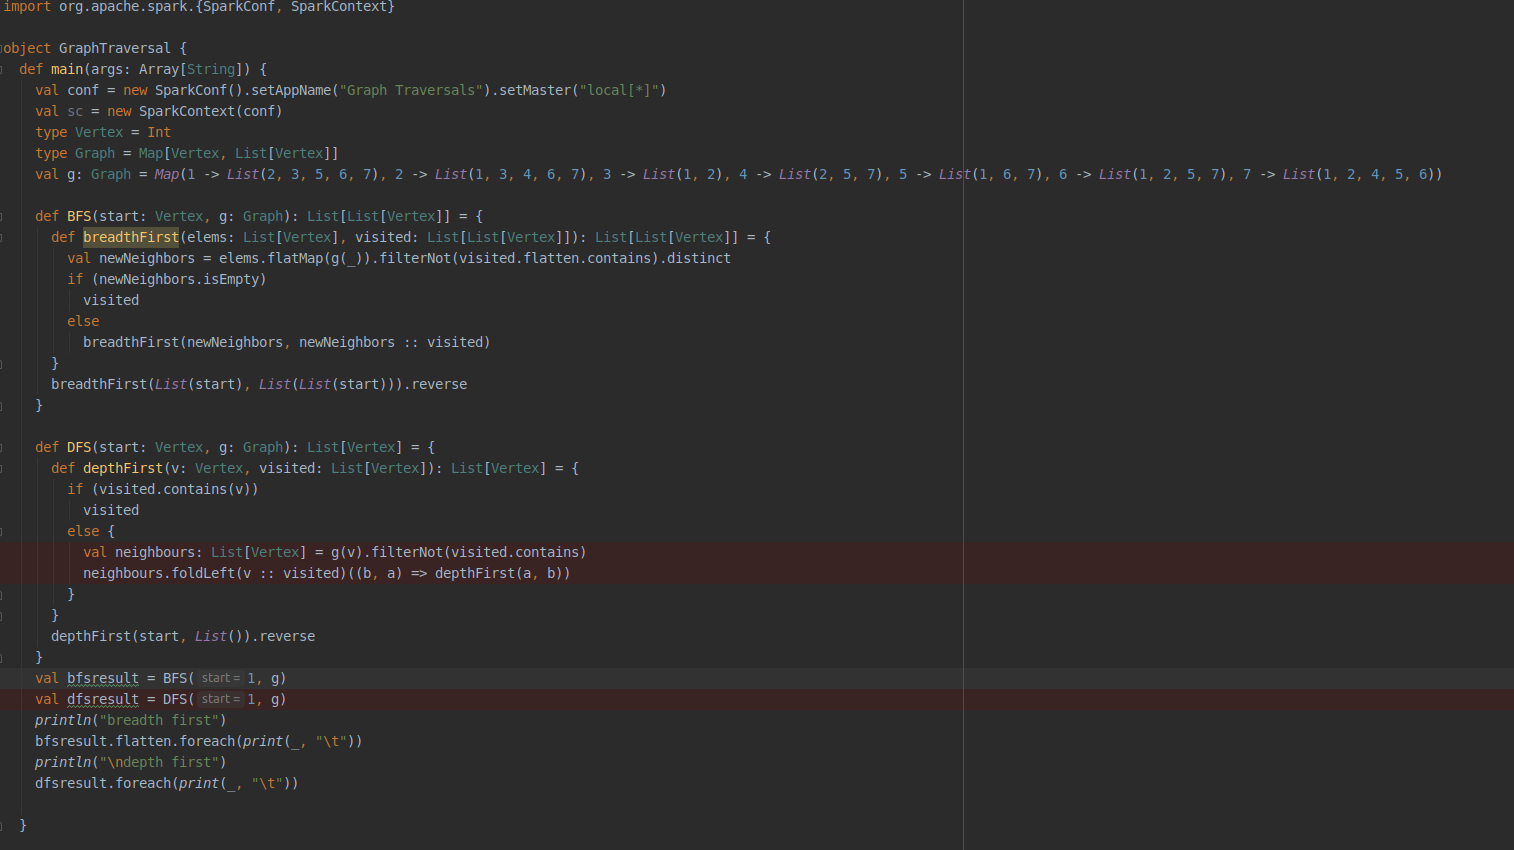 import org.apache.spark.{SparkConf, SparkContext}
object GraphTraversal {
def main(args: Array[String]) {
val conf = new SparkConf().setAppName("Graph Traversals").setMaster("local[*]")
val sc = new SparkContext(conf)
type Vertex = Int
type Graph = Map[Vertex, List[Vertex]]
val g: Graph = Map(1 -> List(2, 3, 5, 6, 7), 2 -> List(1, 3, 4, 6, 7), 3 -> List(1, 2), 4 -> List(2, 5, 7), 5 -> List(1, 6, 7), 6 -> List(1, 2, 5, 7), 7 -> List(1, 2, 4, 5, 6))
def BFS(start: Vertex, g: Graph): List[List[Vertex]] = {
def breadthFirst(elems: List[Vertex], visited: List[List[Vertex]]): List[List[Vertex]] = {
val newNeighbors = elems.flatMap(g(_)).filterNot(visited.flatten.contains).distinct
if (newNeighbors.isEmpty)
visited
else
breadthFirst(newNeighbors, newNeighbors :: visited)
}
breadthFirst(List(start), List(List(start))).reverse
}
def DFS(start: Vertex, g: Graph): List[Vertex] = {
def depthFirst(v: Vertex, visited: List[Vertex]): List[Vertex] = {
if (visited.contains(v))
visited
else {
val neighbours: List[Vertex] = g(v).filterNot(visited.contains)
neighbours.foldLeft(v :: visited)((b, a) => depthFirst(a, b))
}
}
depthFirst(start, List()).reverse
}
val bfsresult = BFS( start = 1, g)
val dfsresult = DFS( start = 1, g)
println("breadth first")
bfsresult.flatten.foreach(print(_, "\t"))
println("\ndepth first")
dfsresult.foreach(print(_, "\t"))
}